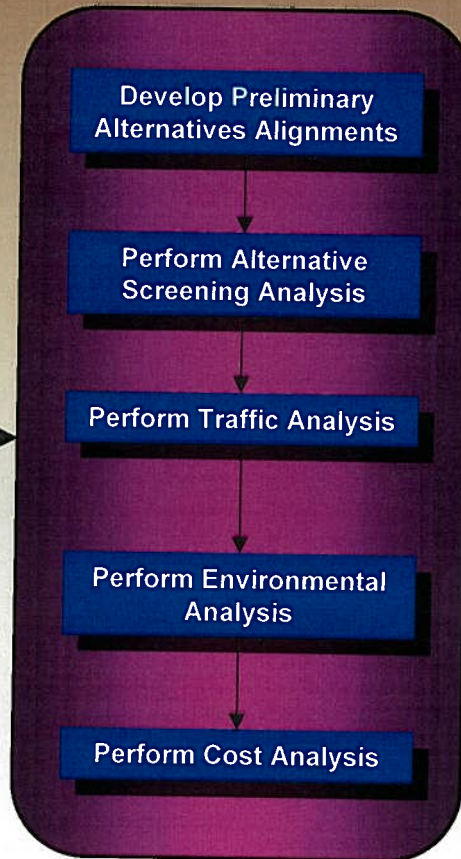 Develop Preliminary
Alternatives Alignments
Perform Alternative
Screening Analysis
Perform Traffic Analysis
Perform Environmental
Analysis
Perform Cost Analysis